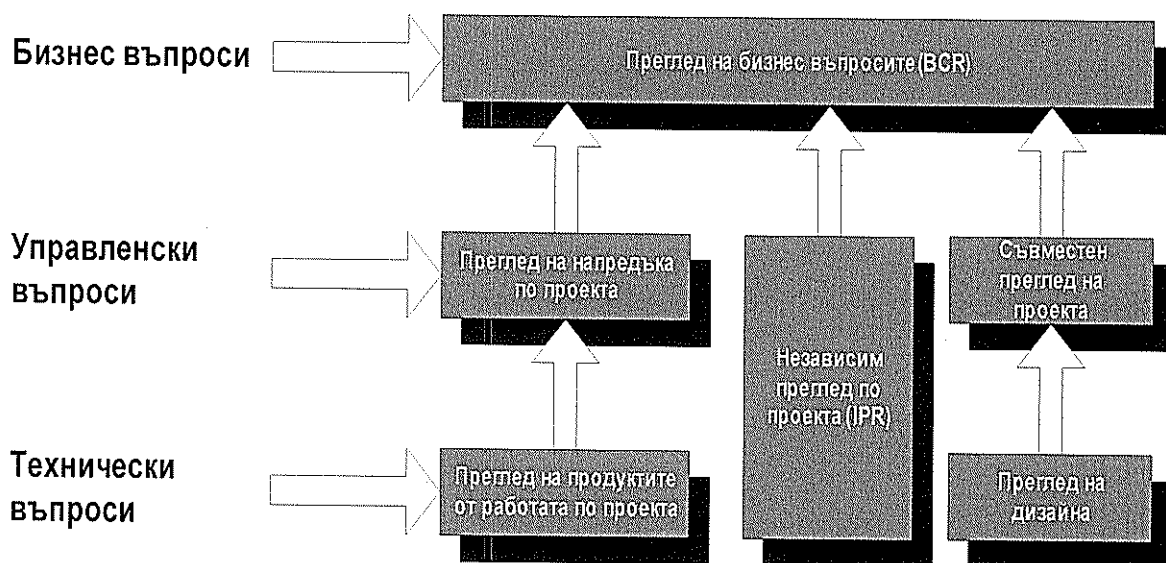 Бизнес въпроси
Преглед на бизнес въпросите (BCR)
Управленски
въпроси
Преглед на напредъка
по проекта
Съвместен
преглед на
проекта
Независим
преглед по
проекта (IPR)
Технически
въпроси
Преглед на продуктите
от работата по проекта
Преглед на
дизайна